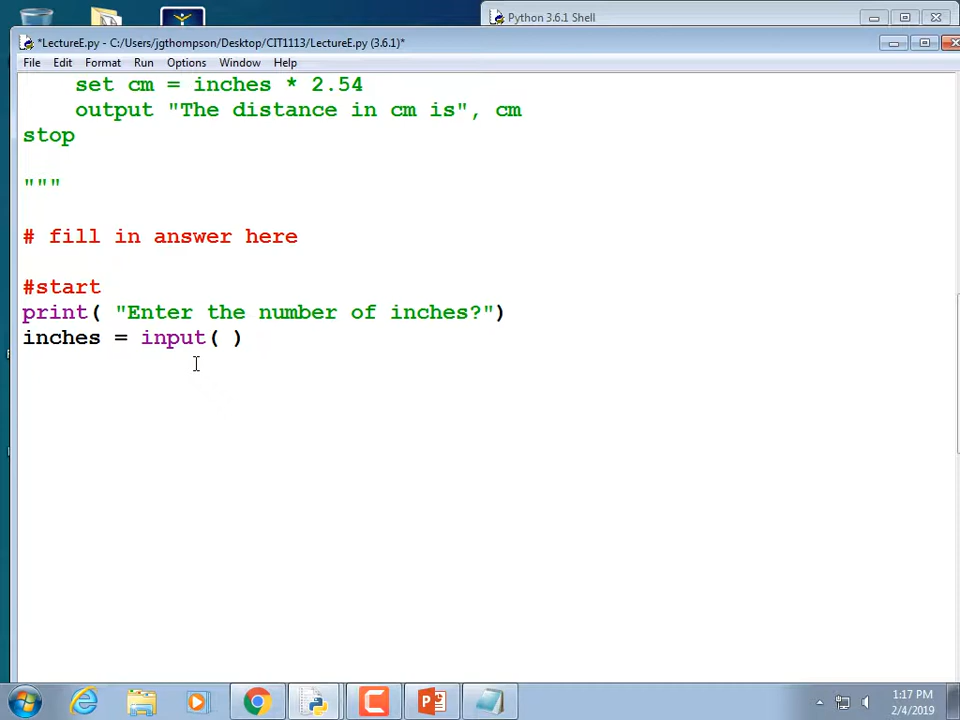 Python 3.6.1 Shell
*LectureE.py - C:/Users/jgthompson/Desktop/CIT1113/LectureE.py (3.6.1)*
File Edit Format Run Options Window Help
set cm = inches * 2.54
output "The distance in cm is", cm
stop
"""
# fill in answer here
#start
print( "Enter the number of inches?")
inches = input( )
1:17 PM
2/4/2019